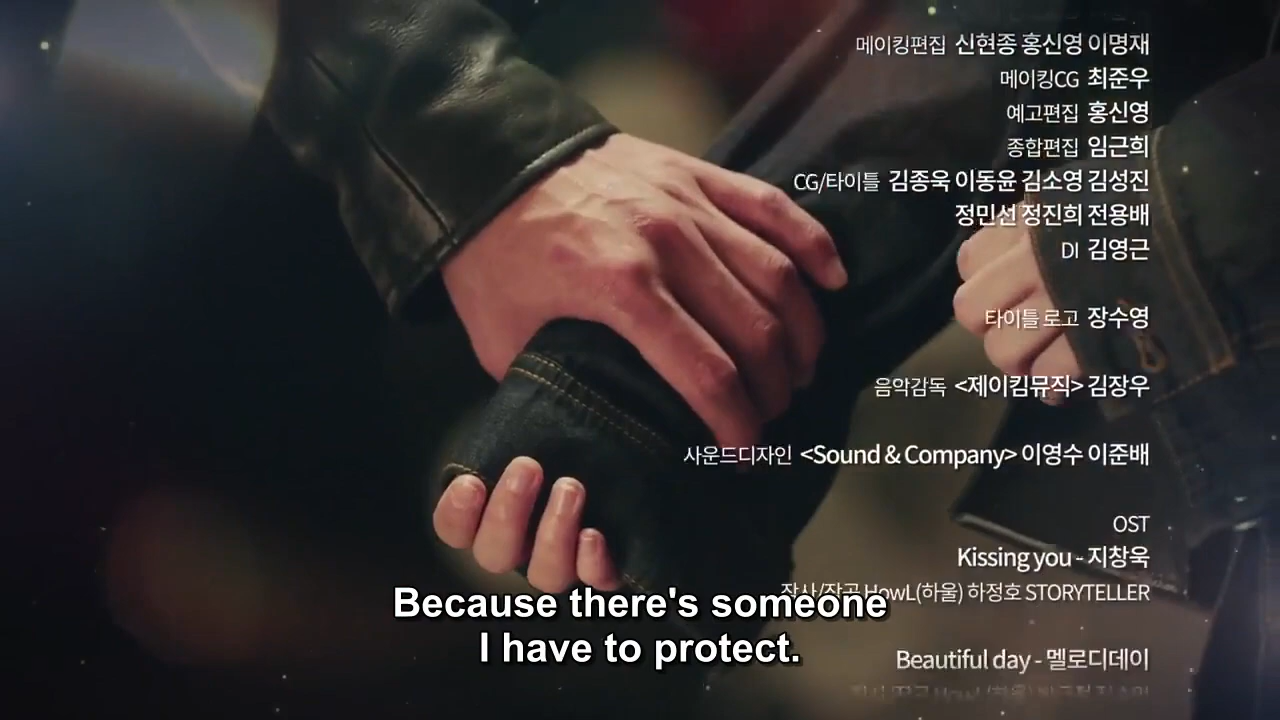 메이킹편집 신현종 홍신영 이명재
메이킹CG 최준우
예고편집 홍신영
종합편집 임근희
CG/타이틀 김종욱 이동윤 김소영 김성진
정민선 정진희 전용배
DI 김영근
타이틀 로고 장수영
음악감독 <제이킴뮤직> 김장우
사운드디자인 <Sound & Company> 이영수 이준배
OST
Kissing you - 지창욱
작사/작곡 HowL(하울) 하정호 STORYTELLER
Because there's someone
I have to protect.
Beautiful day - 멜로디데이